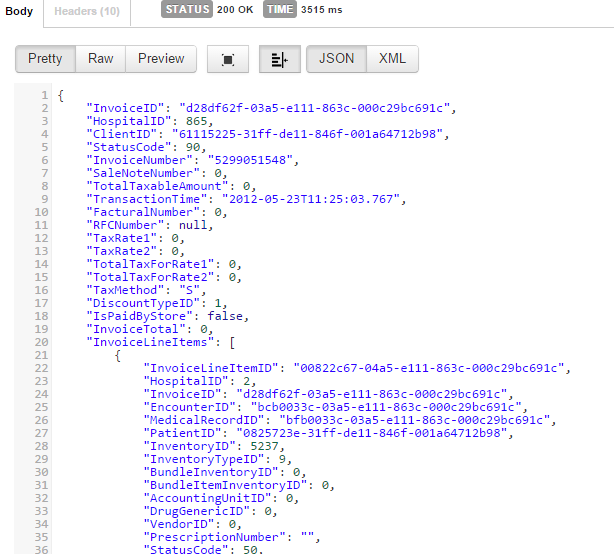 Body Headers (10) STATUS 200 OK TIME 3515 ms
Pretty Raw Preview JSON XML
1 {
2 "InvoiceID": "d28df62f-03a5-e111-863c-000c29bc691c",
3 "HospitalID": 865,
4 "ClientID": "61115225-31ff-de11-846f-001a64712b98",
5 "StatusCode": 90,
6 "InvoiceNumber": "5299051548",
7 "SaleNoteNumber": 0,
8 "TotalTaxableAmount": 0,
9 "TransactionTime": "2012-05-23T11:25:03.767",
10 "FacturalNumber": 0,
11 "RFCNumber": null,
12 "TaxRate1": 0,
13 "TaxRate2": 0,
14 "TotalTaxForRate1": 0,
15 "TotalTaxForRate2": 0,
16 "TaxMethod": "S",
17 "DiscountTypeID": 1,
18 "IsPaidByStore": false,
19 "InvoiceTotal": 0,
20 "InvoiceLineItems": [
21 {
22 "InvoiceLineItemID": "00822c67-04a5-e111-863c-000c29bc691c",
23 "HospitalID": 2,
24 "InvoiceID": "d28df62f-03a5-e111-863c-000c29bc691c",
25 "EncounterID": "bcb0033c-03a5-e111-863c-000c29bc691c",
26 "MedicalRecordID": "bfb0033c-03a5-e111-863c-000c29bc691c",
27 "PatientID": "0825723e-31ff-de11-846f-001a64712b98",
28 "InventoryID": 5237,
29 "InventoryTypeID": 9,
30 "BundleInventoryID": 0,
31 "BundleItemInventoryID": 0,
32 "AccountingUnitID": 0,
33 "DrugGenericID": 0,
34 "VendorID": 0,
35 "PrescriptionNumber": "",
36 "StatusCode": 50,